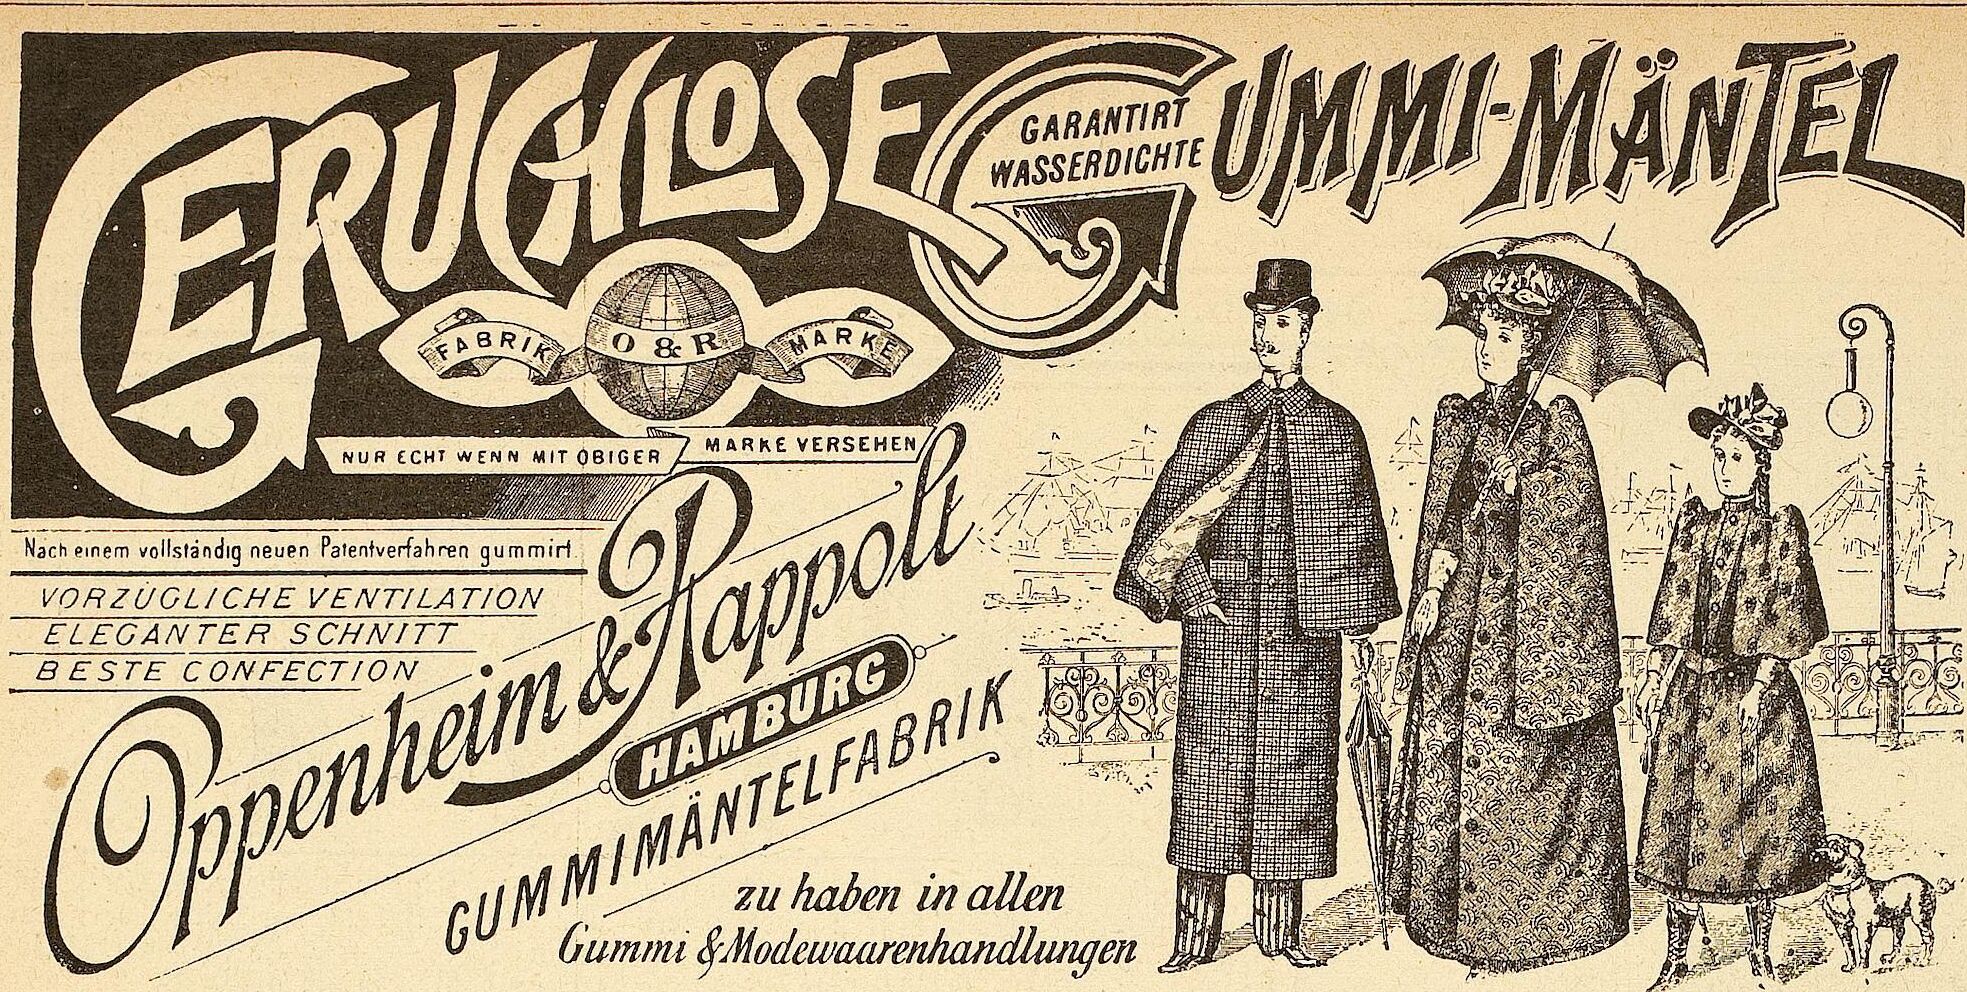 GERUCHLOSE
GARANTIRT
WASSERDICHTE
GUMMI-MÄNTEL
FABRIK O & R MARKE
NUR ECHT WENN MIT OBIGER MARKE VERSEHEN
Nach einem vollständig neuen Patentverfahren gummirt.
VORZÜGLICHE VENTILATION
ELEGANTER SCHNITT
BESTE CONFECTION
Oppenheim & Rappolt
HAMBURG
GUMMIMÄNTELFABRIK
zu haben in allen
Gummi & Modewaarenhandlungen